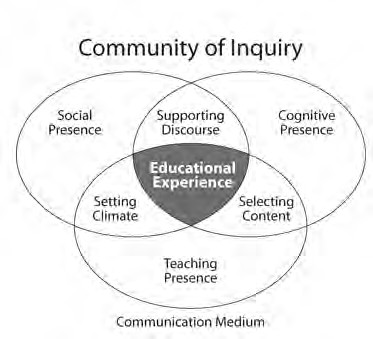 Community of Inquiry
Social
Presence
Supporting
Discourse
Cognitive
Presence
Educational
Experience
Setting
Climate
Selecting
Content
Teaching
Presence
Communication Medium